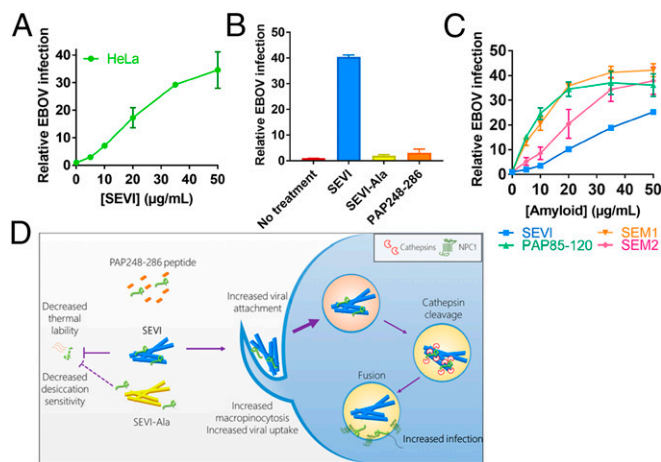 A
Relative EBOV infection
40
30
20
10
0
HeLa
0 10 20 30 40 50
[SEVI] (µg/mL)
B
Relative EBOV infection
50
40
30
20
10
0
No treatment
SEVI
SEVI-Ala
PAP248-286
C
Relative EBOV infection
50
40
30
20
10
0
0 10 20 30 40 50
[Amyloid] (µg/mL)
SEVI SEM1
PAP85-120 SEM2
D
Cathepsins NPC1
PAP248-286 peptide
Decreased
thermal
lability
SEVI
Decreased
desiccation
sensitivity
SEVI-Ala
Increased viral
attachment
Increased
macropinocytosis
Increased viral uptake
Cathepsin
cleavage
Fusion
Increased infection